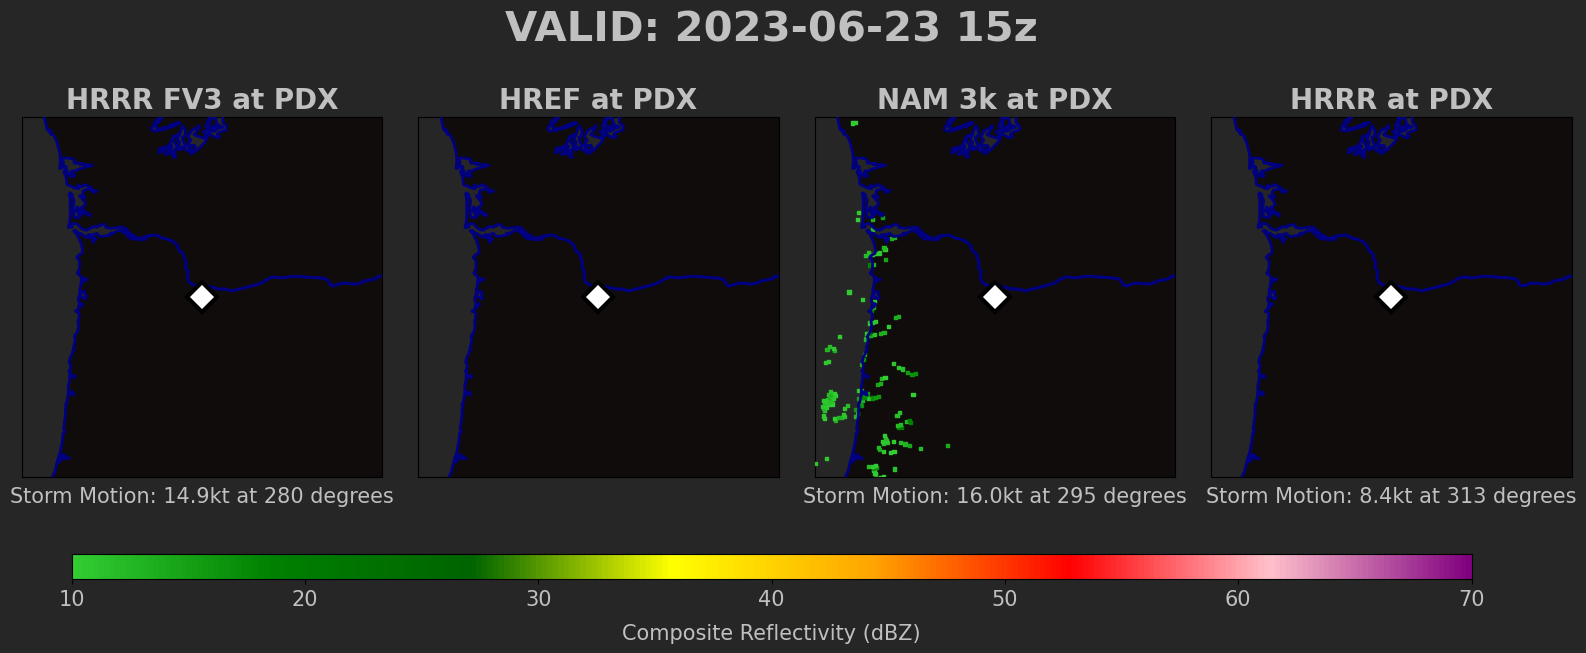 VALID: 2023-06-23 15z
HRRR FV3 at PDX
HREF at PDX
NAM 3k at PDX
HRRR at PDX
Storm Motion: 14.9kt at 280 degrees
Storm Motion: 16.0kt at 295 degrees
Storm Motion: 8.4kt at 313 degrees
10 20 30 40 50 60 70
Composite Reflectivity (dBZ)